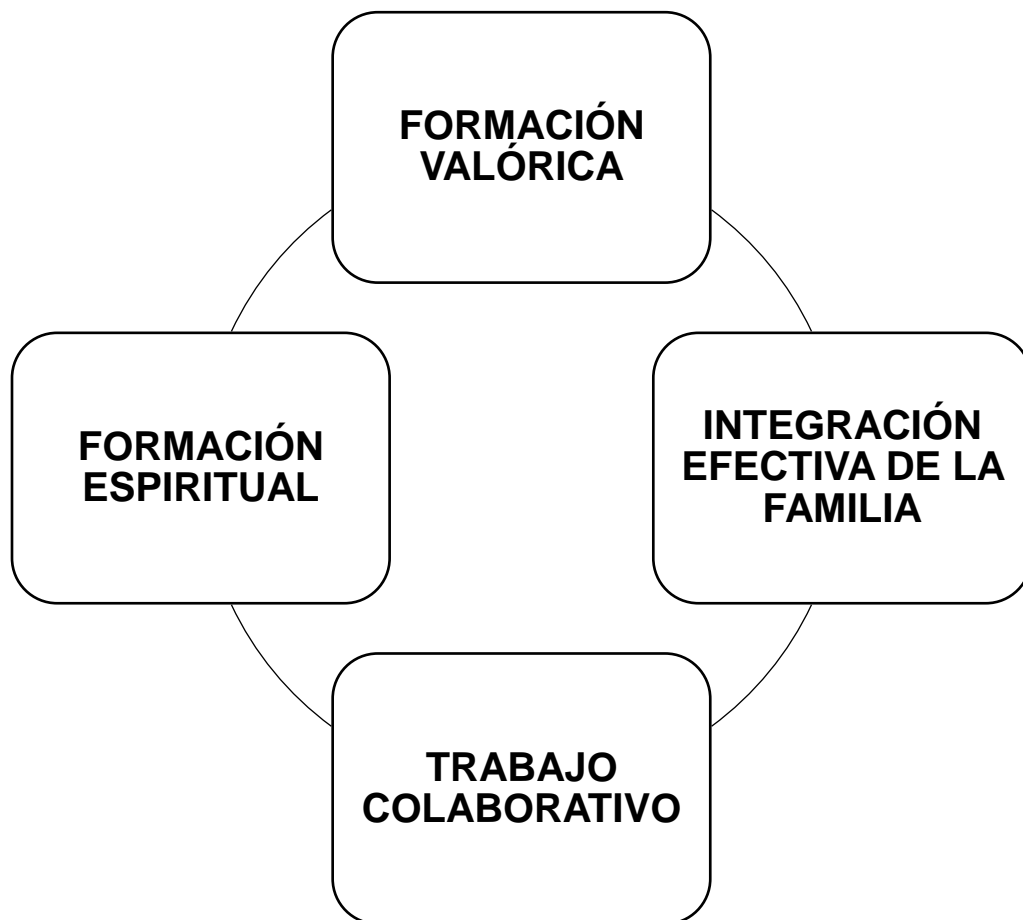 FORMACIÓN
VALÓRICA
FORMACIÓN
ESPIRITUAL
INTEGRACIÓN
EFECTIVA DE LA
FAMILIA
TRABAJO
COLABORATIVO